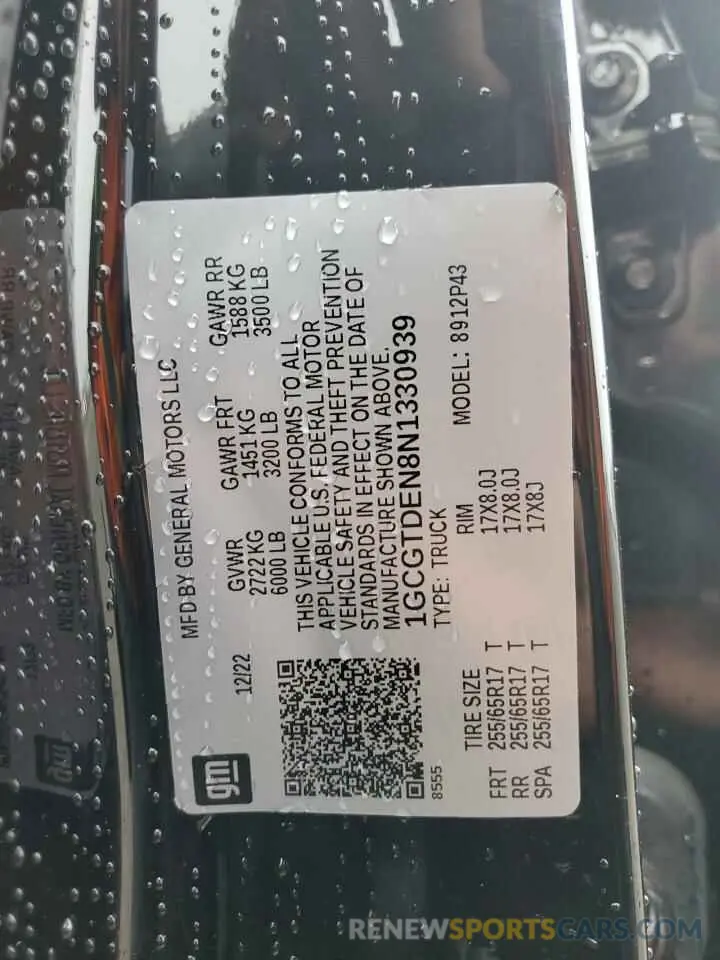 gm
MFD BY GENERAL MOTORS LLC
12/22
GVWR GAWR FRT GAWR RR
2722 KG 1451 KG 1588 KG
6000 LB 3200 LB 3500 LB
THIS VEHICLE CONFORMS TO ALL
APPLICABLE U.S. FEDERAL MOTOR
VEHICLE SAFETY AND THEFT PREVENTION
STANDARDS IN EFFECT ON THE DATE OF
MANUFACTURE SHOWN ABOVE.
1GCGTDEN8N1330939
8555
TYPE: TRUCK MODEL: 8912P43
TIRE SIZE RIM
FRT 255/65R17 T 17X8.0J
RR 255/65R17 T 17X8.0J
SPA 255/65R17 T 17X8J
RENEWSPORTSCARS.COM